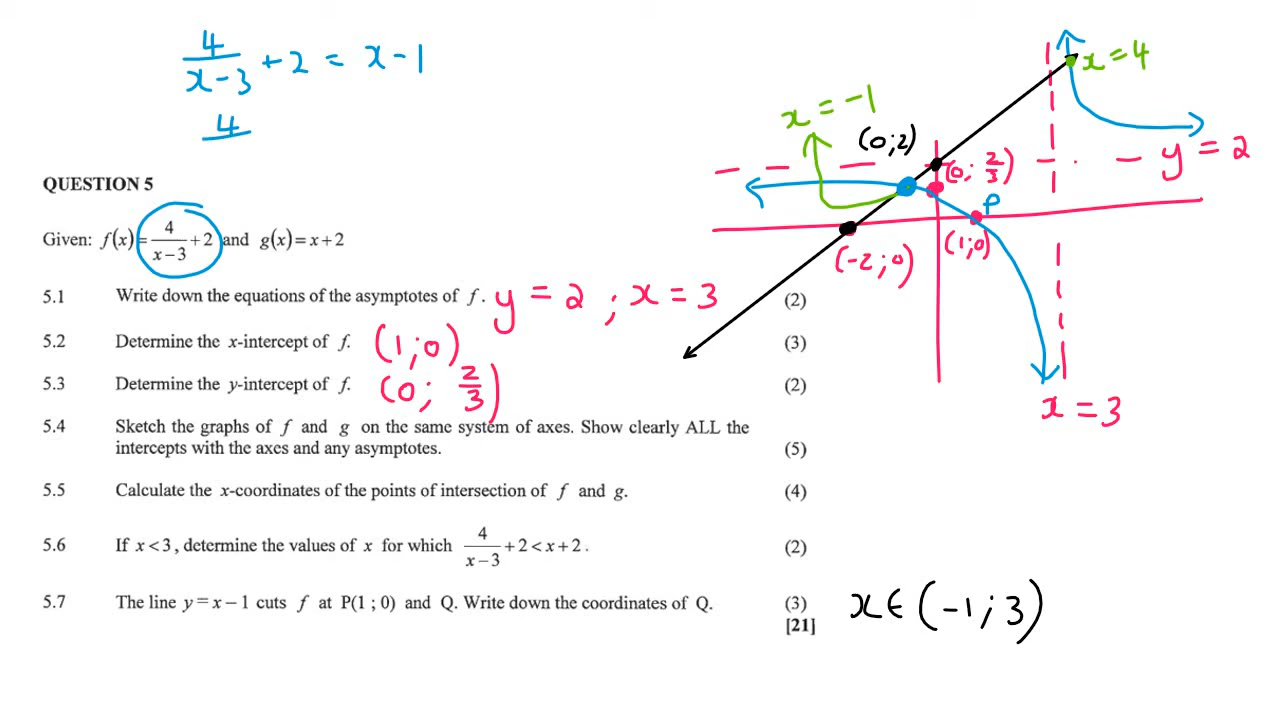 4/(x-3) + 2 = x - 1
4
QUESTION 5
Given: f(x) = 4/(x-3) + 2 and g(x) = x + 2
5.1 Write down the equations of the asymptotes of f. y = 2 ; x = 3 (2)
5.2 Determine the x-intercept of f. (1;0) (3)
5.3 Determine the y-intercept of f. (0; 2/3) (2)
5.4 Sketch the graphs of f and g on the same system of axes. Show clearly ALL the
intercepts with the axes and any asymptotes. (5)
5.5 Calculate the x-coordinates of the points of intersection of f and g. (4)
5.6 If x < 3, determine the values of x for which 4/(x-3) + 2 < x + 2. (2)
5.7 The line y = x - 1 cuts f at P(1 ; 0) and Q. Write down the coordinates of Q. (3)
[21]
x ∈ (-1 ; 3)
x = 4
x = -1
(0;2)
y = 2
(0; 2/3)
P
(-2;0)
(1;0)
x = 3